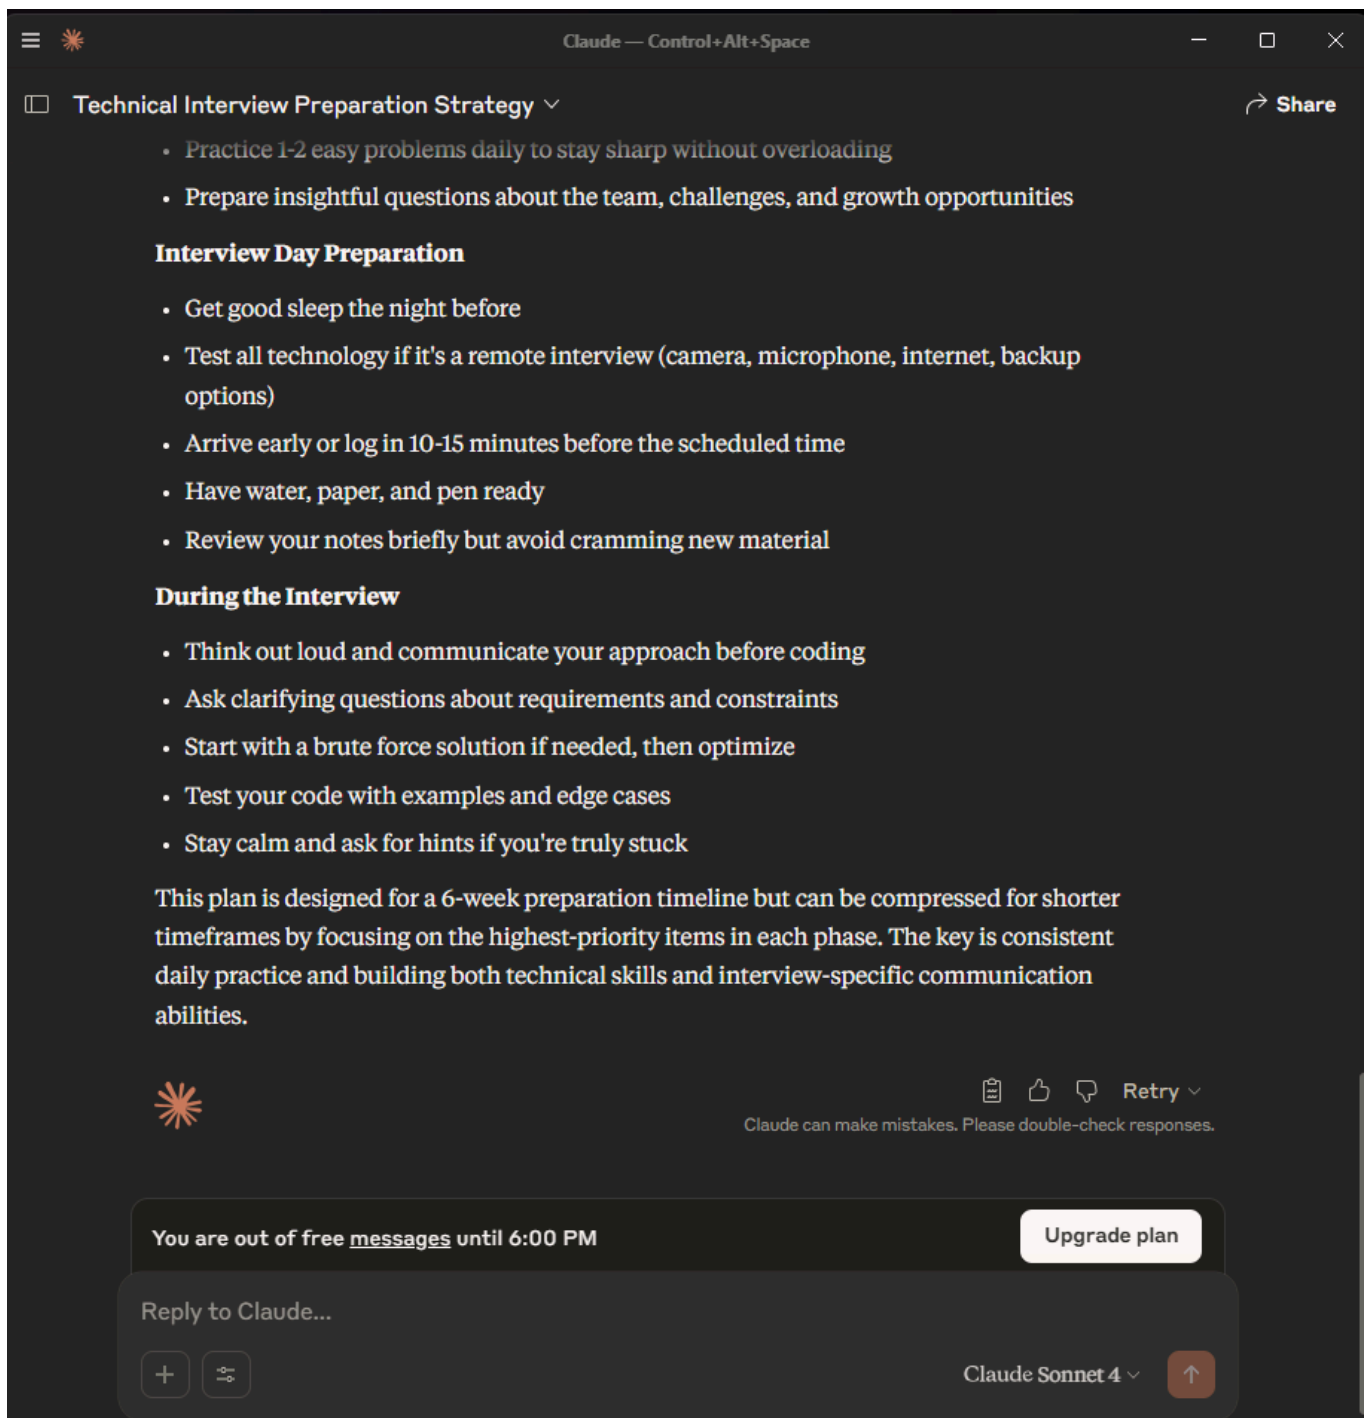 Claude — Control+Alt+Space
Technical Interview Preparation Strategy
Share
• Practice 1-2 easy problems daily to stay sharp without overloading
• Prepare insightful questions about the team, challenges, and growth opportunities
Interview Day Preparation
• Get good sleep the night before
• Test all technology if it's a remote interview (camera, microphone, internet, backup
options)
• Arrive early or log in 10-15 minutes before the scheduled time
• Have water, paper, and pen ready
• Review your notes briefly but avoid cramming new material
During the Interview
• Think out loud and communicate your approach before coding
• Ask clarifying questions about requirements and constraints
• Start with a brute force solution if needed, then optimize
• Test your code with examples and edge cases
• Stay calm and ask for hints if you're truly stuck
This plan is designed for a 6-week preparation timeline but can be compressed for shorter
timeframes by focusing on the highest-priority items in each phase. The key is consistent
daily practice and building both technical skills and interview-specific communication
abilities.
Retry
Claude can make mistakes. Please double-check responses.
You are out of free messages until 6:00 PM
Upgrade plan
Reply to Claude...
Claude Sonnet 4